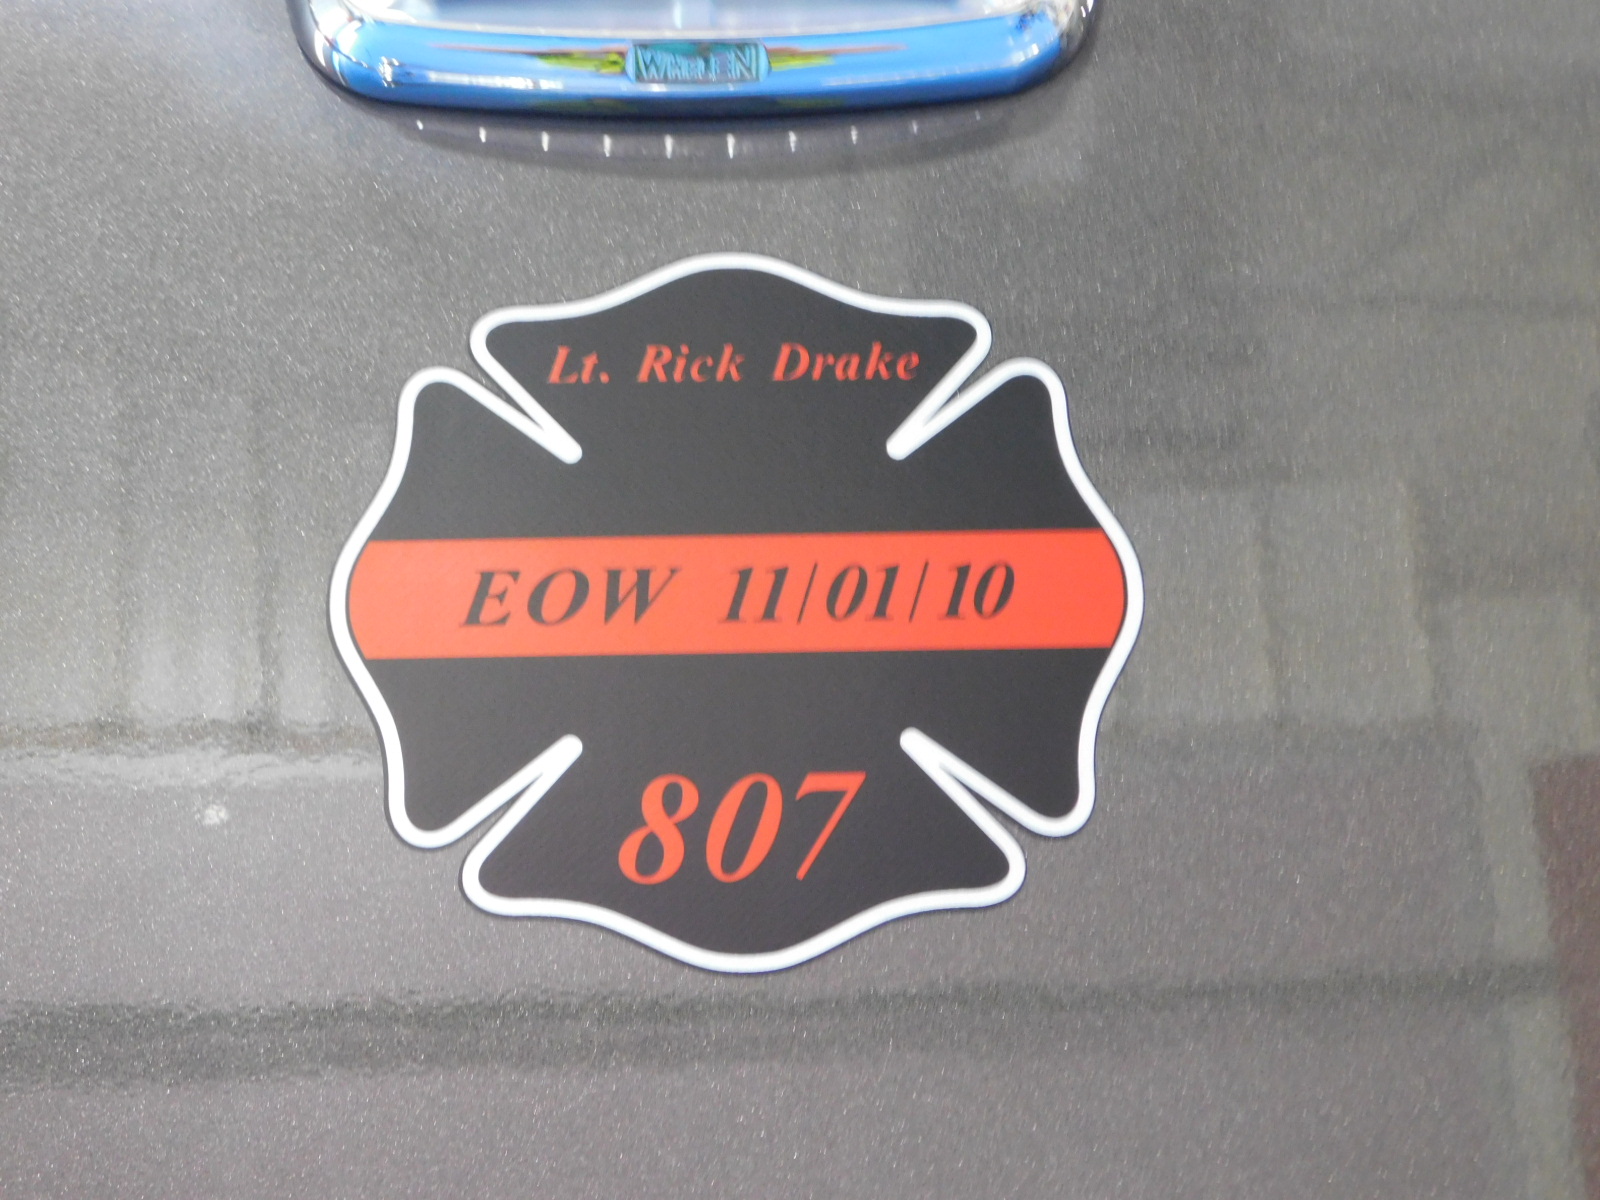 WHELEN
Lt. Rick Drake
EOW 11/01/10
807